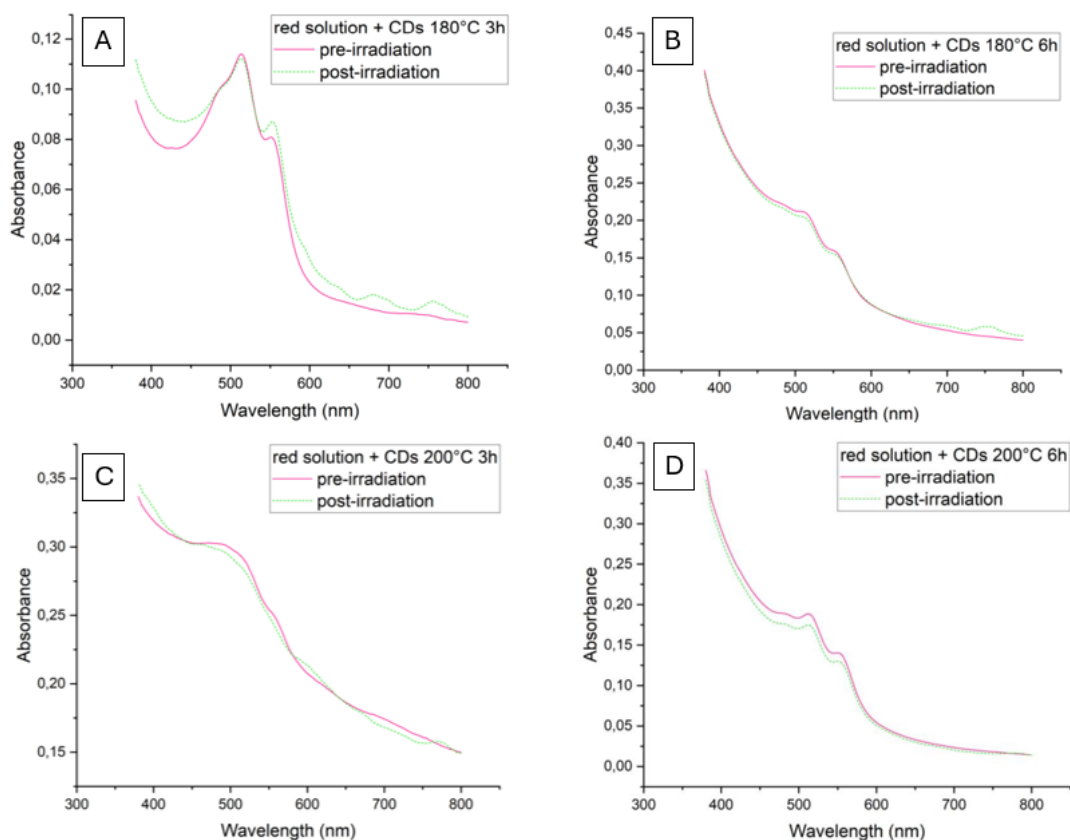 A
red solution + CDs 180°C 3h
pre-irradiation
post-irradiation
0,12
0,10
0,08
0,06
0,04
0,02
0,00
Absorbance
300 400 500 600 700 800
Wavelength (nm)
B
red solution + CDs 180°C 6h
pre-irradiation
post-irradiation
0,45
0,40
0,35
0,30
0,25
0,20
0,15
0,10
0,05
0,00
Absorbance
300 400 500 600 700 800
Wavelength (nm)
C
red solution + CDs 200°C 3h
pre-irradiation
post-irradiation
0,35
0,30
0,25
0,20
0,15
Absorbance
300 400 500 600 700 800
Wavelength (nm)
D
red solution + CDs 200°C 6h
pre-irradiation
post-irradiation
0,40
0,35
0,30
0,25
0,20
0,15
0,10
0,05
0,00
Absorbance
300 400 500 600 700 800
Wavelength (nm)